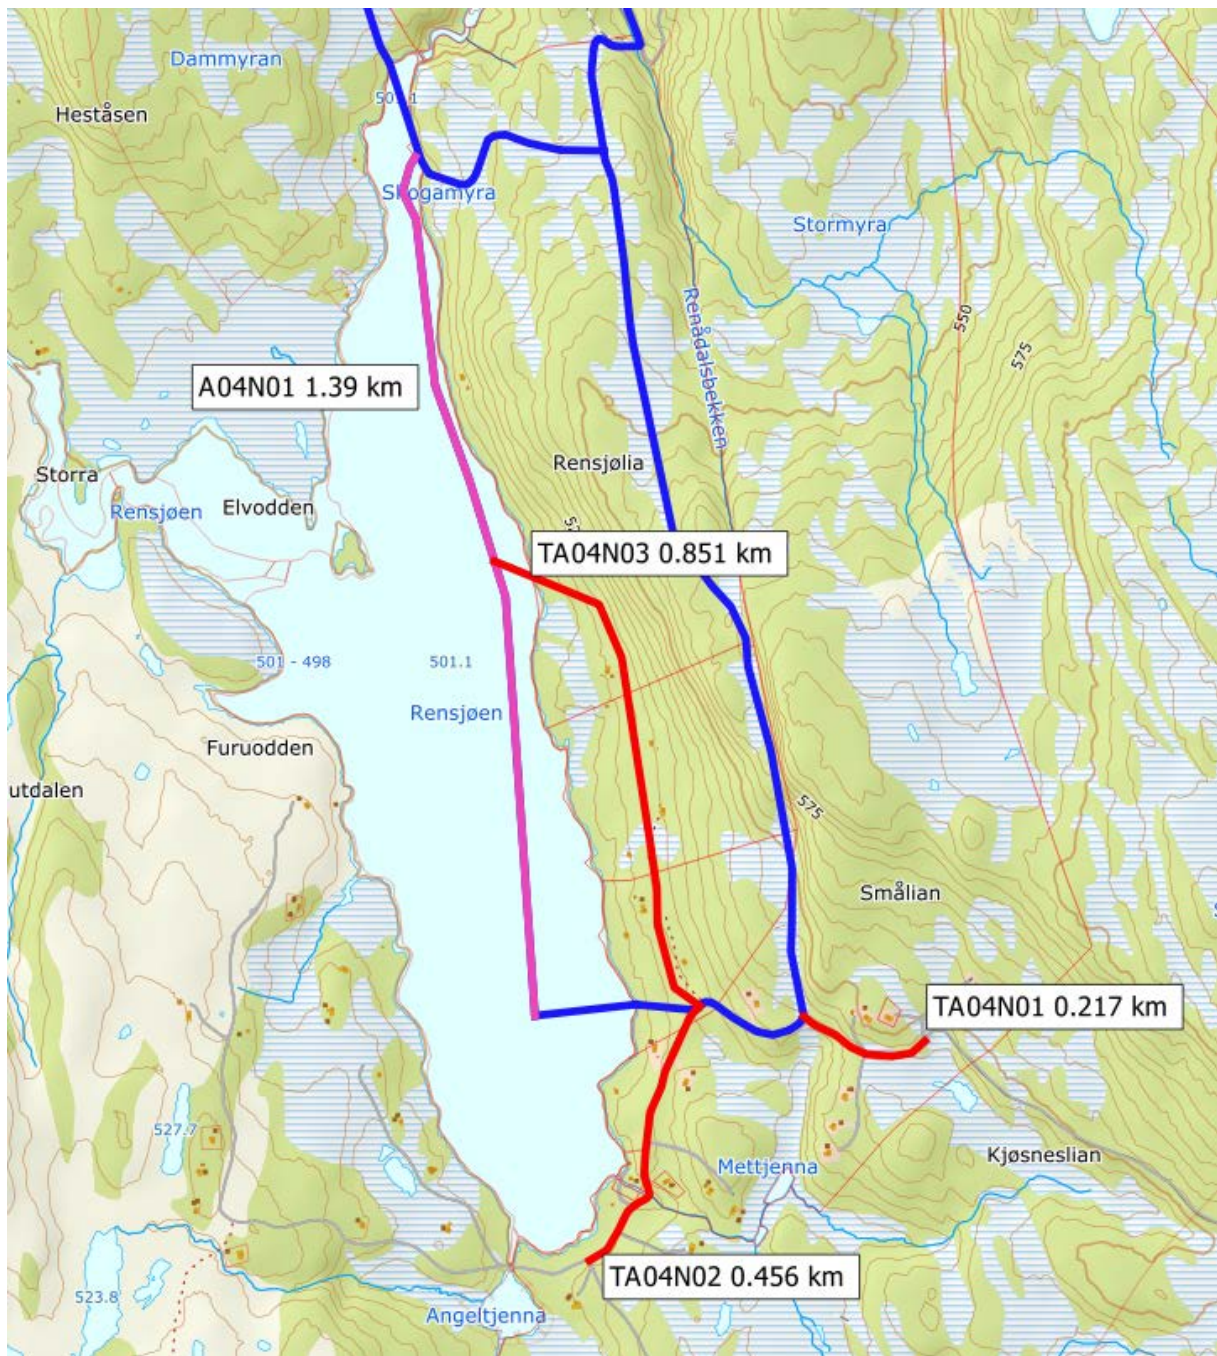 Dammyran
Heståsen
501.1
Skogamyra
Stormyra
Renådalsbekken
550
575
A04N01 1.39 km
Rensjølia
Storra
Elvodden
Rensjøen
TA04N03 0.851 km
501 - 498
501.1
Rensjøen
Furuodden
utdalen
575
Smålian
TA04N01 0.217 km
527.7
Mettjenna
Kjøsneslian
TA04N02 0.456 km
523.8
Angeltjenna